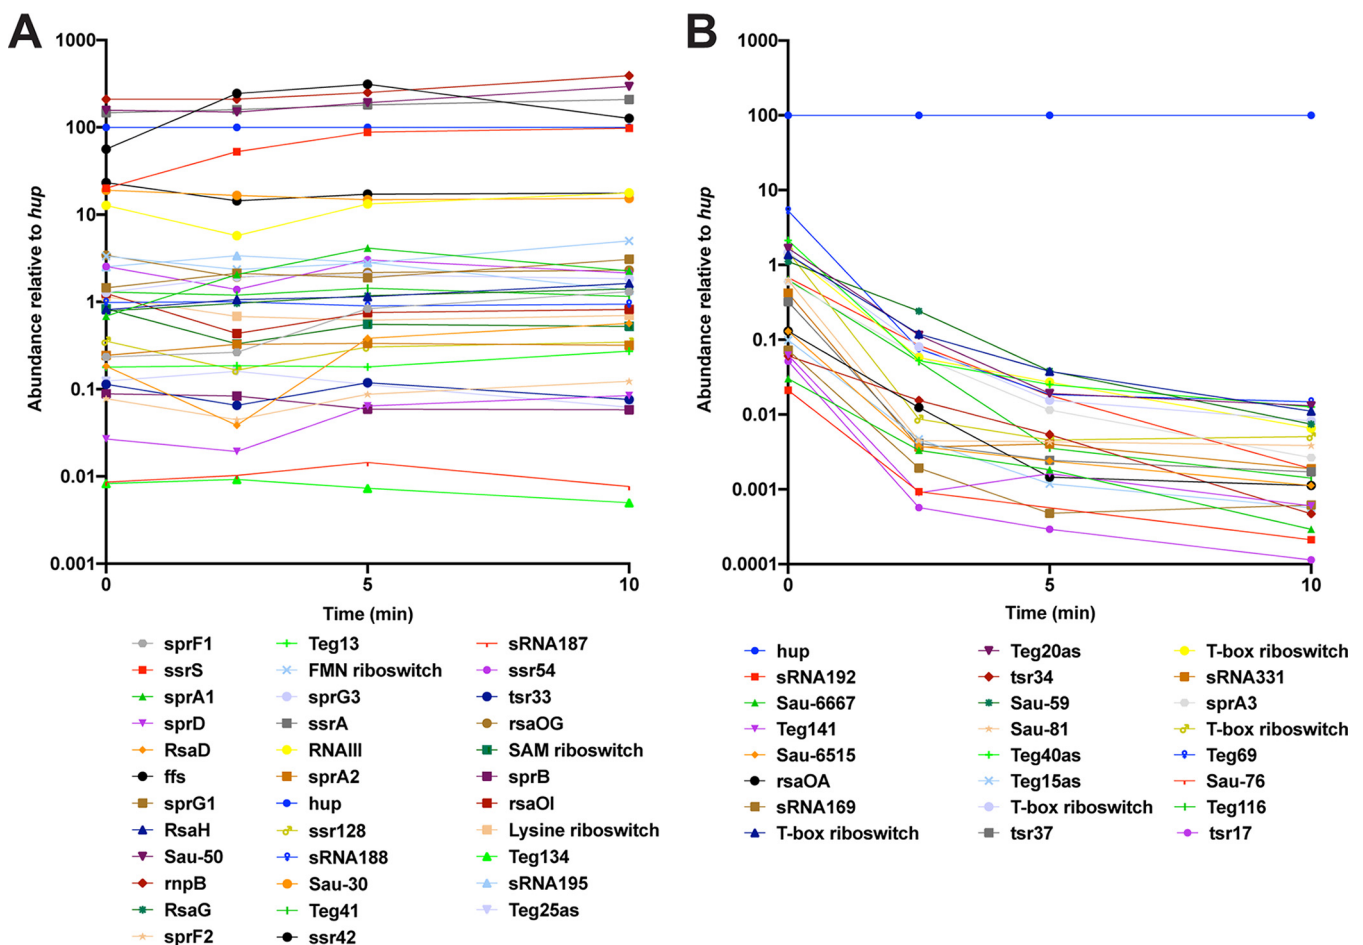 A
1000
100
10
1
0.1
0.01
0.001
0
5
10
Abundance relative to hup
Time (min)
sprF1
ssrS
sprA1
sprD
RsaD
ffs
sprG1
RsaH
Sau-50
rnpB
RsaG
sprF2
Teg13
FMN riboswitch
sprG3
ssrA
RNAIII
sprA2
hup
ssr128
sRNA188
Sau-30
Teg41
ssr42
sRNA187
ssr54
tsr33
rsaOG
SAM riboswitch
sprB
rsaOI
Lysine riboswitch
Teg134
sRNA195
Teg25as
B
1000
100
10
1
0.1
0.01
0.001
0.0001
0
5
10
Abundance relative to hup
Time (min)
hup
sRNA192
Sau-6667
Teg141
Sau-6515
rsaOA
sRNA169
T-box riboswitch
Teg20as
tsr34
Sau-59
Sau-81
Teg40as
Teg15as
T-box riboswitch
tsr37
T-box riboswitch
sRNA331
sprA3
T-box riboswitch
Teg69
Sau-76
Teg116
tsr17